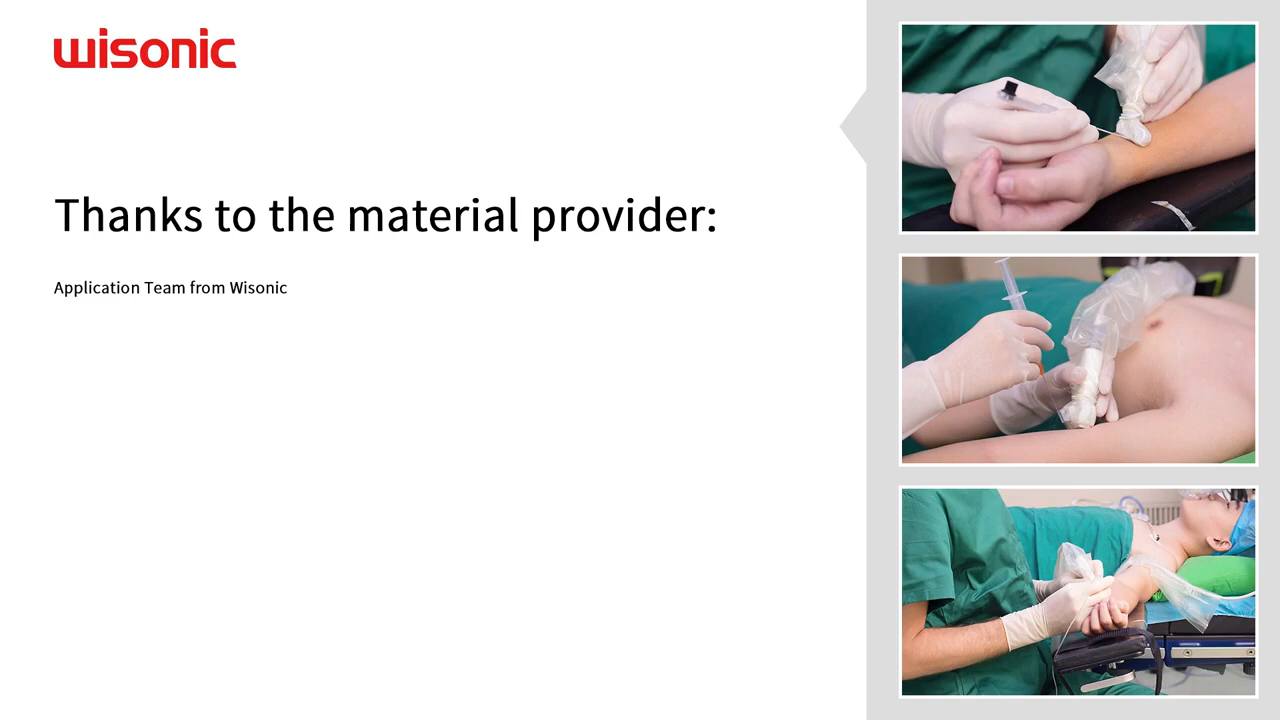 wisonic
Thanks to the material provider:
Application Team from Wisonic